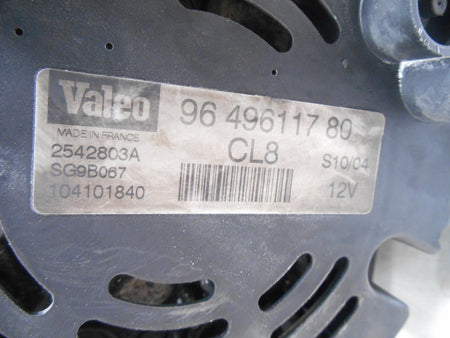 Valeo 96 496117 80
MADE IN FRANCE CL8 S10/04
2542803A
SG9B067 12V
104101840